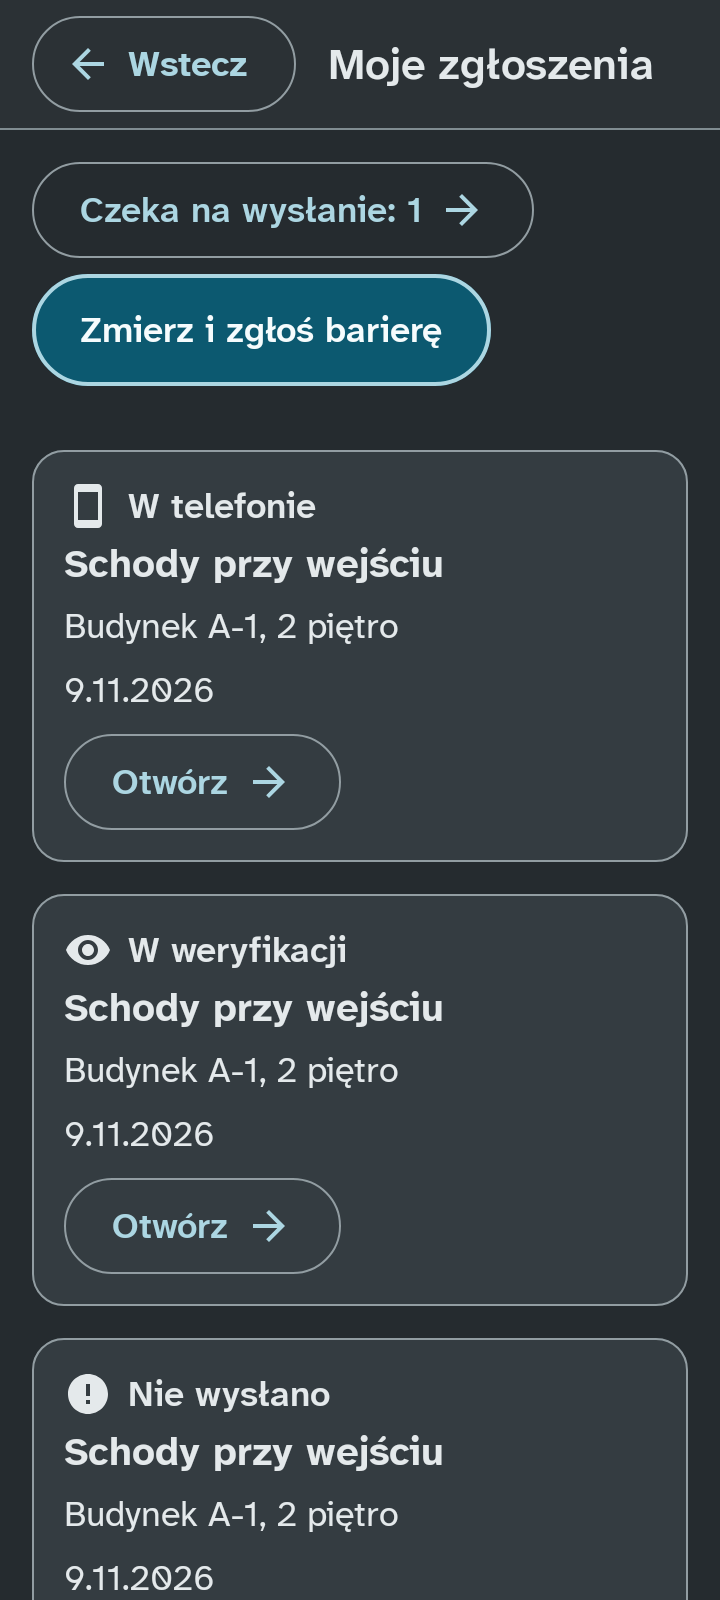 Wstecz
Moje zgłoszenia
Czeka na wysłanie: 1
Zmierz i zgłoś barierę
W telefonie
Schody przy wejściu
Budynek A-1, 2 piętro
9.11.2026
Otwórz
W weryfikacji
Schody przy wejściu
Budynek A-1, 2 piętro
9.11.2026
Otwórz
Nie wysłano
Schody przy wejściu
Budynek A-1, 2 piętro
9.11.2026